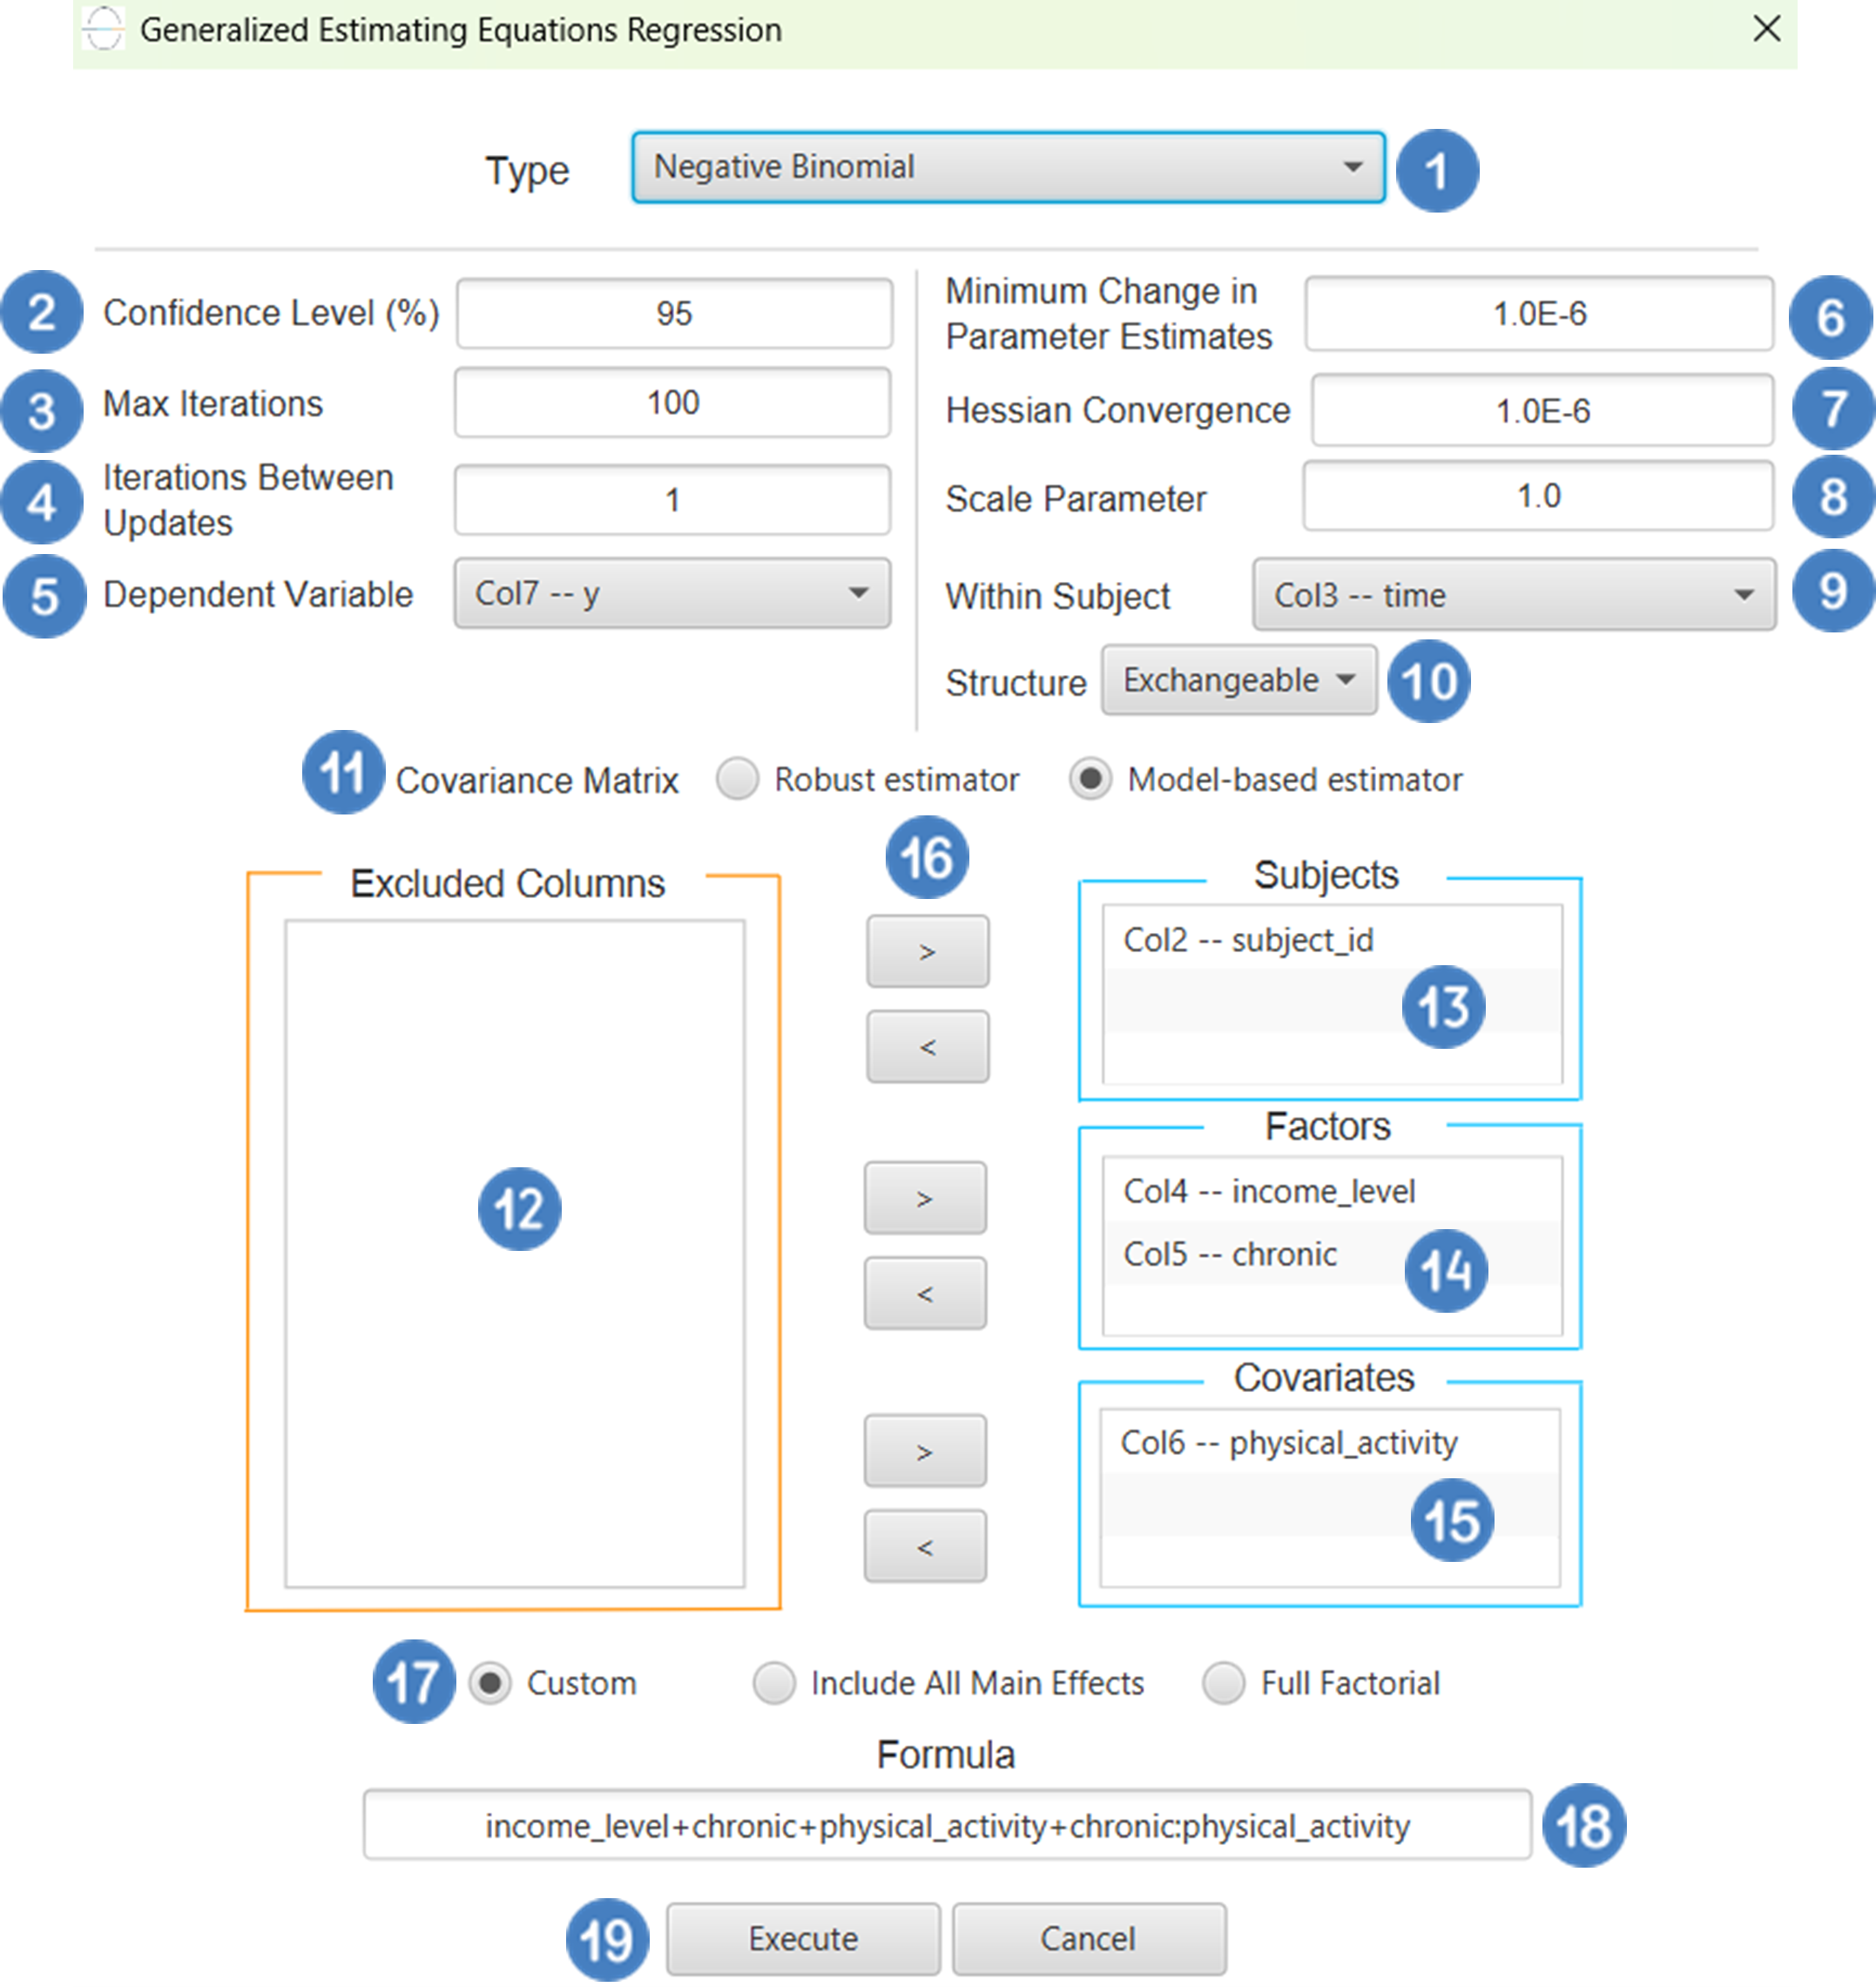 Generalized Estimating Equations Regression
Type
Negative Binomial
1
2
Confidence Level (%)
95
3
Max Iterations
100
4
Iterations Between
Updates
1
5
Dependent Variable
Col7 -- y
Minimum Change in
Parameter Estimates
1.0E-6
6
Hessian Convergence
1.0E-6
7
Scale Parameter
1.0
8
Within Subject
Col3 -- time
9
Structure
Exchangeable
10
11
Covariance Matrix
Robust estimator
Model-based estimator
Excluded Columns
12
16
>
<
>
<
>
<
Subjects
Col2 -- subject_id
13
Factors
Col4 -- income_level
Col5 -- chronic
14
Covariates
Col6 -- physical_activity
15
17
Custom
Include All Main Effects
Full Factorial
Formula
income_level+chronic+physical_activity+chronic:physical_activity
18
19
Execute
Cancel